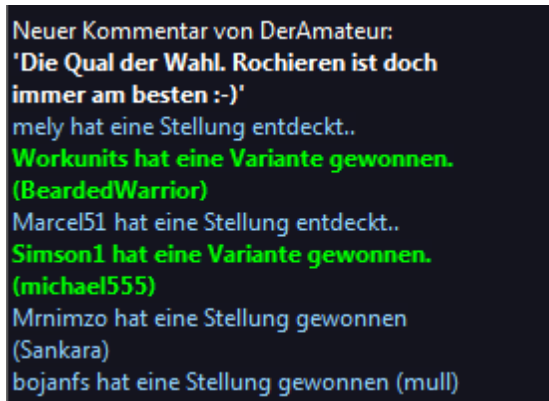 Neuer Kommentar von DerAmateur:
'Die Qual der Wahl. Rochieren ist doch
immer am besten :-)'
mely hat eine Stellung entdeckt..
Workunits hat eine Variante gewonnen.
(BeardedWarrior)
Marcel51 hat eine Stellung entdeckt..
Simson1 hat eine Variante gewonnen.
(michael555)
Mrnimzo hat eine Stellung gewonnen
(Sankara)
bojanfs hat eine Stellung gewonnen (mull)